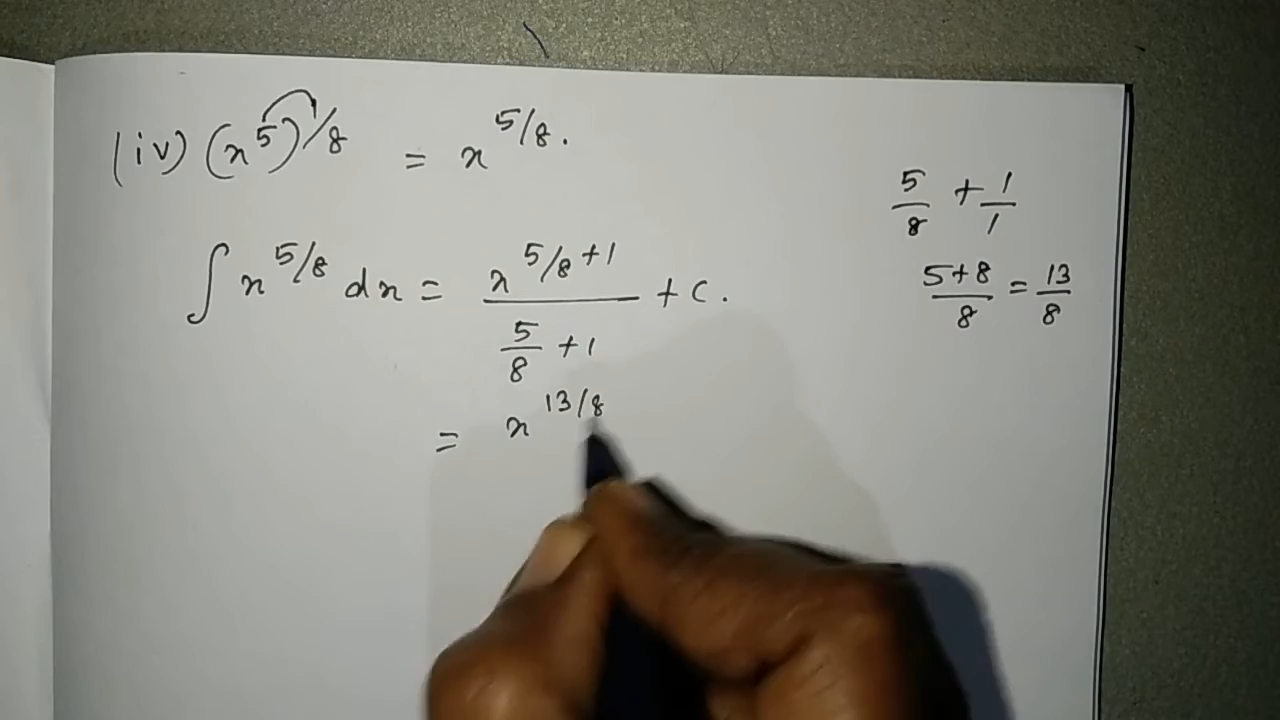 (iv) (x^5)^1/8 = x^5/8.
5/8 + 1/1
∫ x^5/8 dx = x^5/8+1 / 5/8 + 1 + c.
5+8/8 = 13/8
= x^13/8